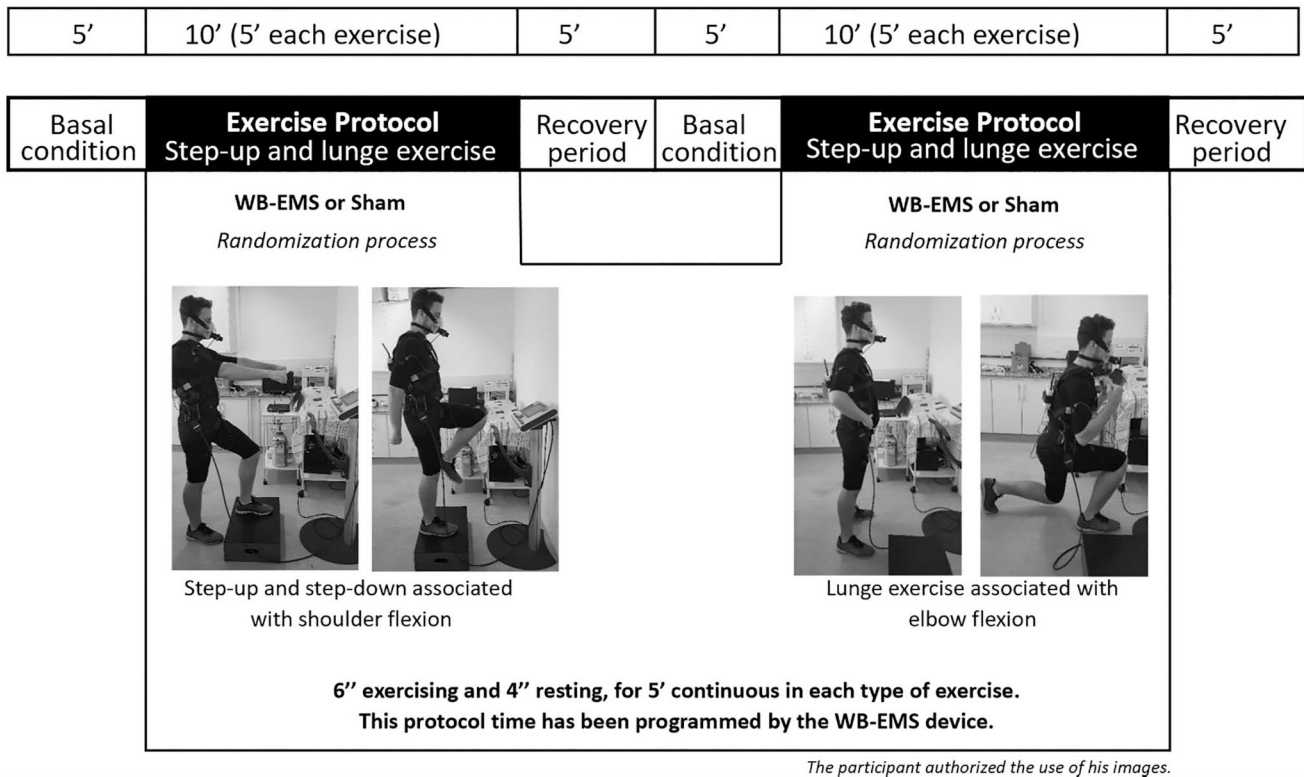 5’ 10’ (5’ each exercise) 5’ 5’ 10’ (5’ each exercise) 5’
Basal
condition
Exercise Protocol
Step-up and lunge exercise
Recovery
period
Basal
condition
Exercise Protocol
Step-up and lunge exercise
Recovery
period
WB-EMS or Sham
Randomization process
WB-EMS or Sham
Randomization process
Step-up and step-down associated
with shoulder flexion
Lunge exercise associated with
elbow flexion
6’’ exercising and 4’’ resting, for 5’ continuous in each type of exercise.
This protocol time has been programmed by the WB-EMS device.
The participant authorized the use of his images.